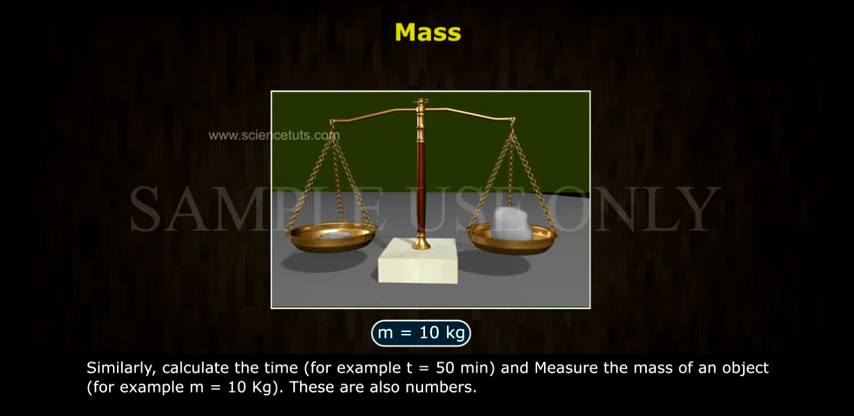 Mass
www.sciencetuts.com
SAMPLE USE ONLY
m = 10 kg
Similarly, calculate the time (for example t = 50 min) and Measure the mass of an object
(for example m = 10 Kg). These are also numbers.